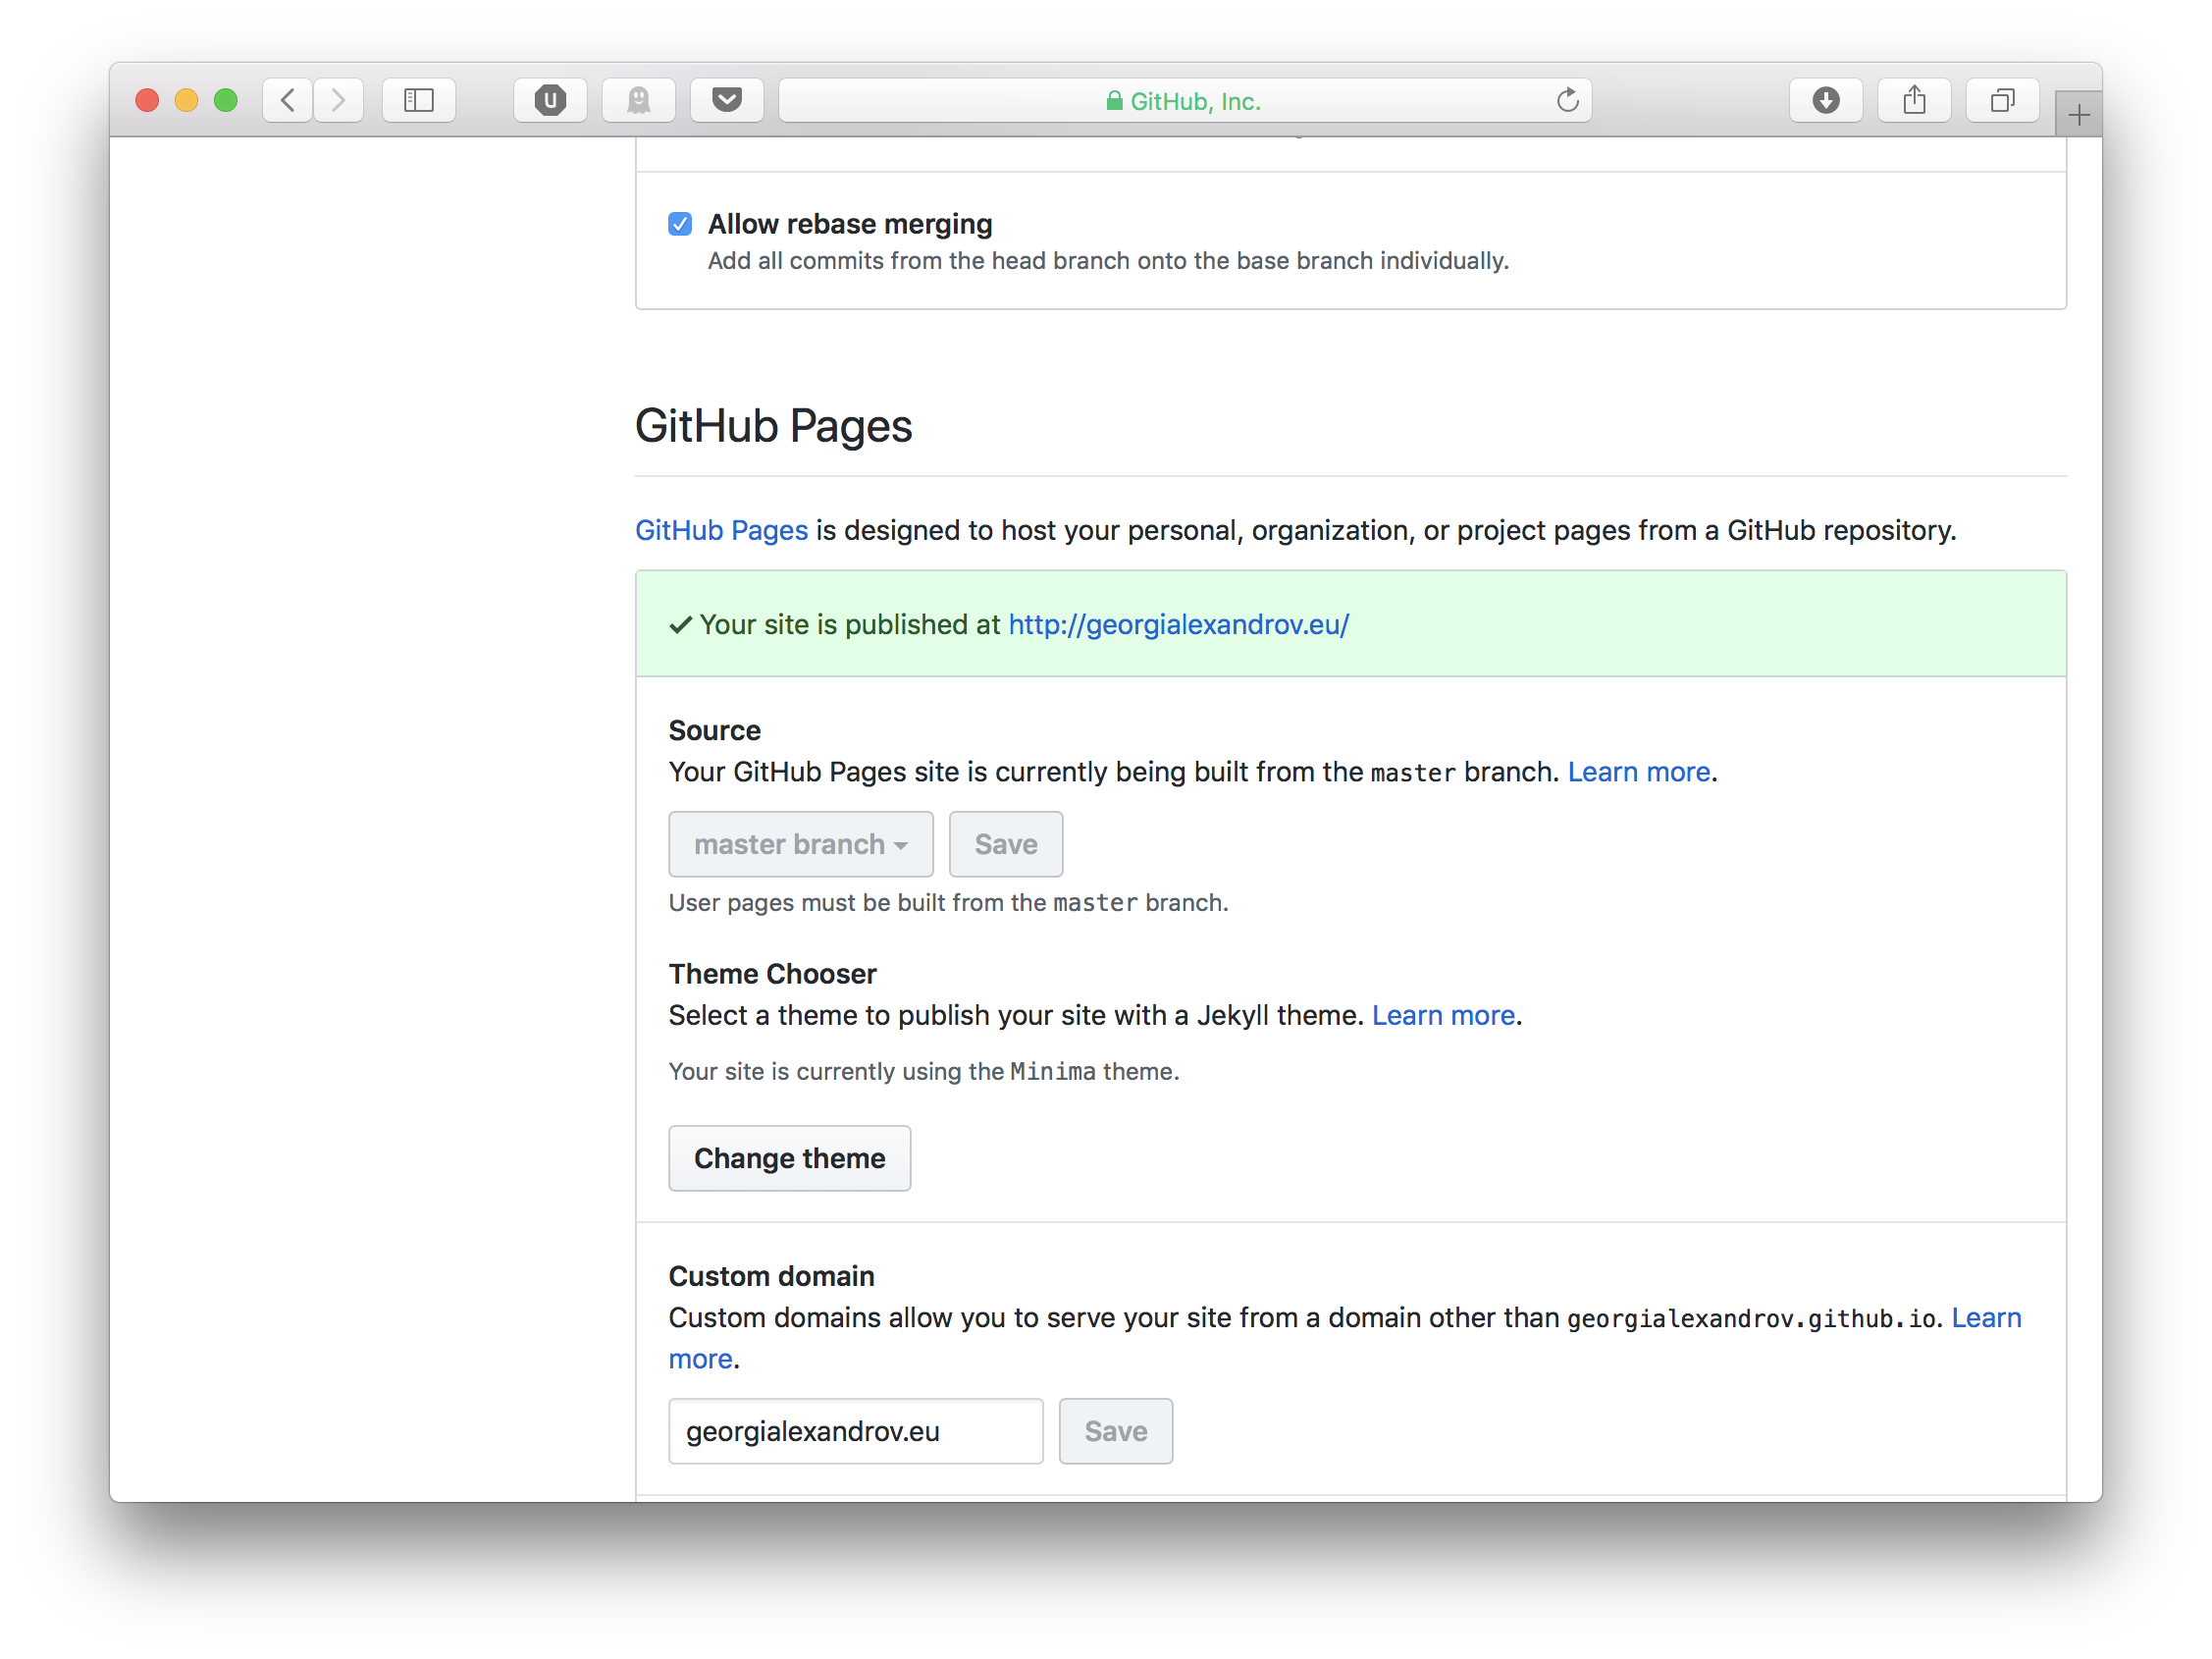 GitHub, Inc.
Allow rebase merging
Add all commits from the head branch onto the base branch individually.
GitHub Pages
GitHub Pages is designed to host your personal, organization, or project pages from a GitHub repository.
Your site is published at http://georgialexandrov.eu/
Source
Your GitHub Pages site is currently being built from the master branch. Learn more.
master branch Save
User pages must be built from the master branch.
Theme Chooser
Select a theme to publish your site with a Jekyll theme. Learn more.
Your site is currently using the Minima theme.
Change theme
Custom domain
Custom domains allow you to serve your site from a domain other than georgialexandrov.github.io. Learn
more.
georgialexandrov.eu Save